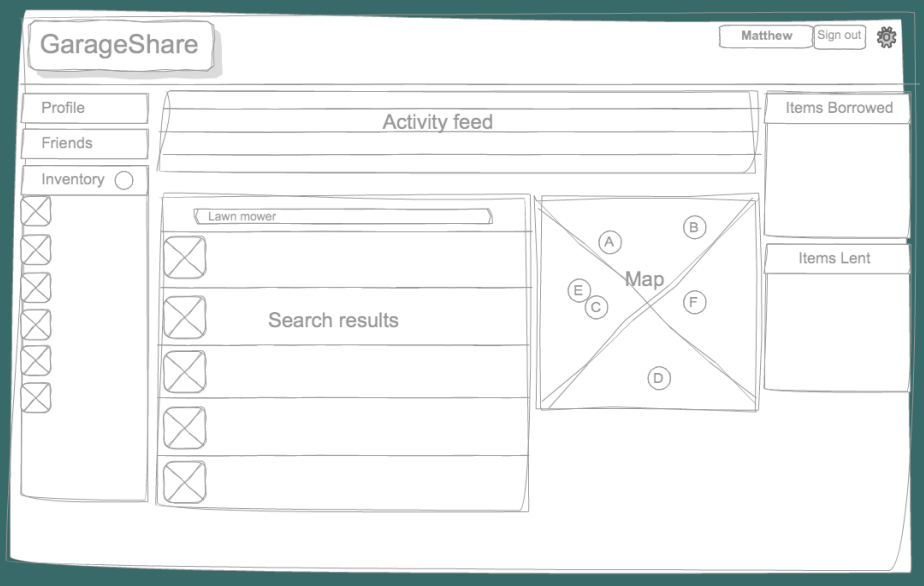 GarageShare
Matthew
Sign out
Profile
Friends
Inventory
Activity feed
Items Borrowed
Lawn mower
Search results
A
B
Map
E
C
F
D
Items Lent